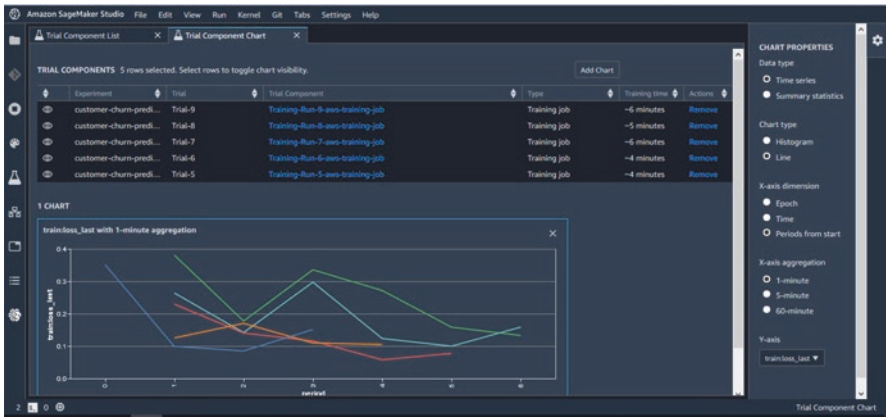 Amazon SageMaker Studio File Edit View Run Kernel Git Tabs Settings Help
Trial Component List × Trial Component Chart ×
TRIAL COMPONENTS 5 rows selected. Select rows to toggle chart visibility. Add Chart
Experiment Trial Trial Component Type Training time Actions
customer-churn-predi... Trial-9 Training-Run-9-aws-training-job Training job ~6 minutes Remove
customer-churn-predi... Trial-8 Training-Run-8-aws-training-job Training job ~5 minutes Remove
customer-churn-predi... Trial-7 Training-Run-7-aws-training-job Training job ~6 minutes Remove
customer-churn-predi... Trial-6 Training-Run-6-aws-training-job Training job ~4 minutes Remove
customer-churn-predi... Trial-5 Training-Run-5-aws-training-job Training job ~4 minutes Remove
1 CHART
train:loss_last with 1-minute aggregation ×
0.4
0.3
0.2
0.1
0.0
train:loss_last
0 1 2 3 4
period
CHART PROPERTIES
Data type
Time series
Summary statistics
Chart type
Histogram
Line
X-axis dimension
Epoch
Time
Periods from start
X-axis aggregation
1-minute
5-minute
60-minute
Y-axis
train:loss_last
2 0 Trial Component Chart